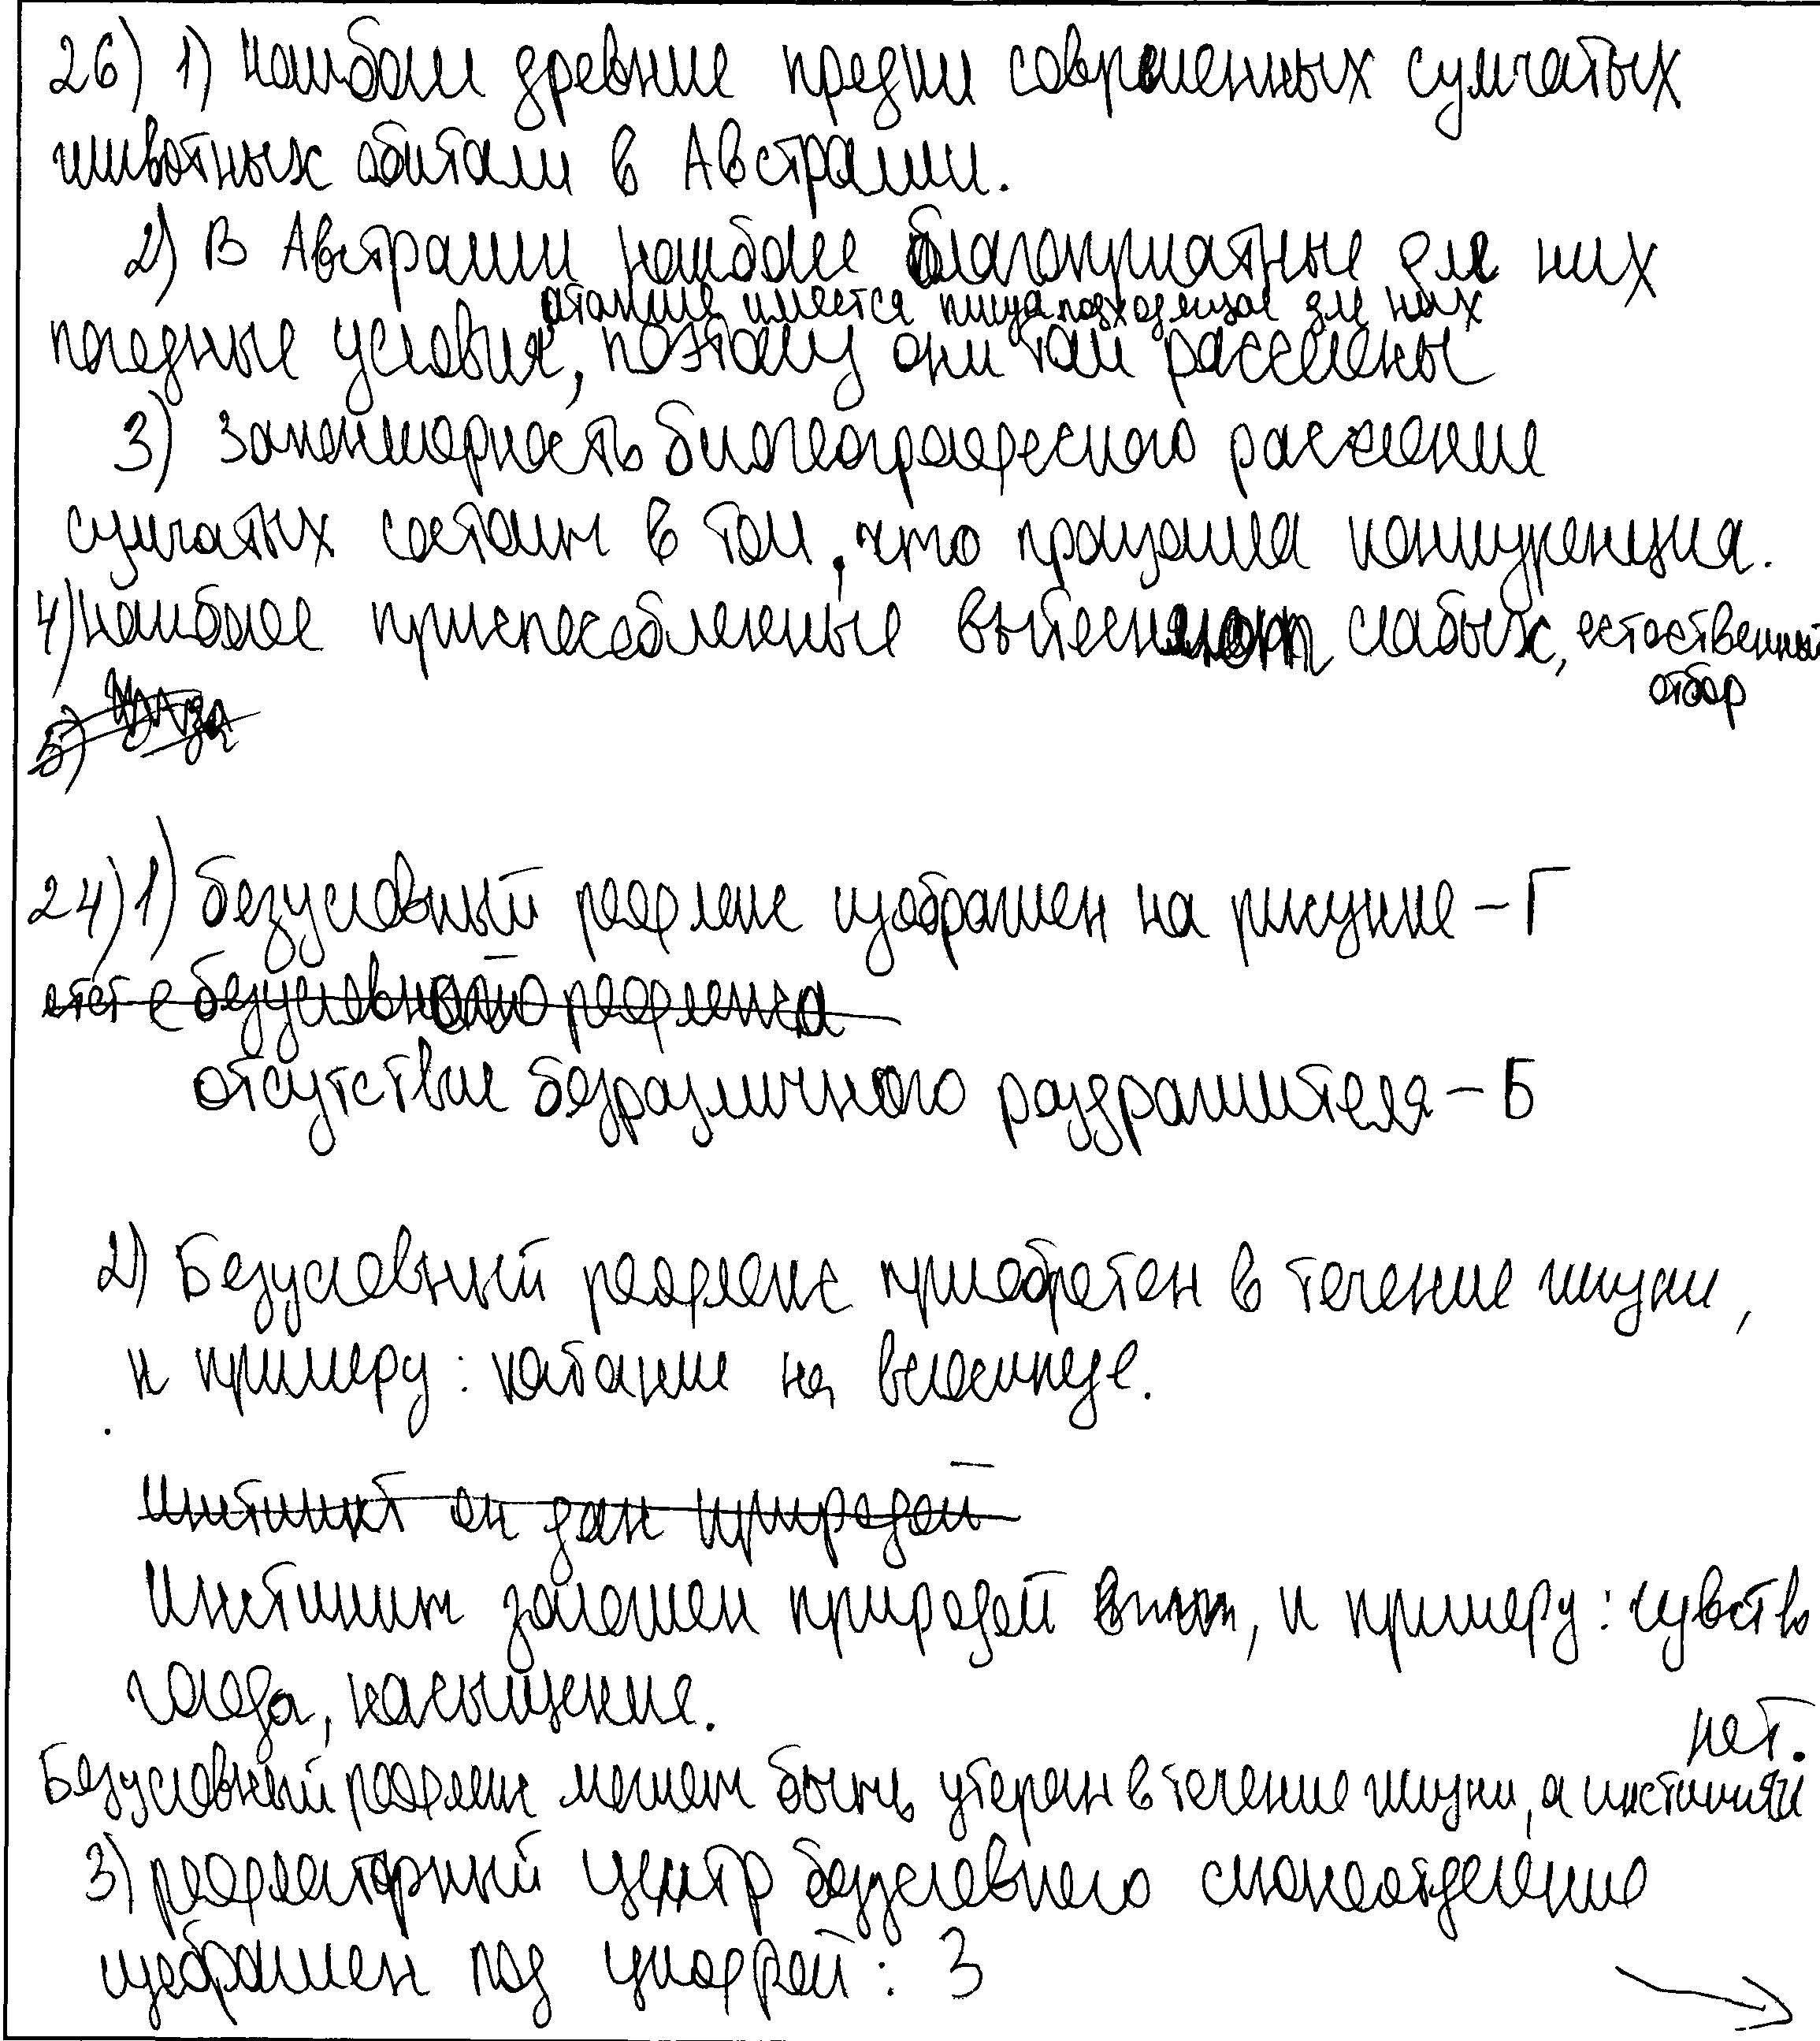 26) 1) Наиболее древние предки современных сумчатых
животных обитали в Австралии.
2) В Австралии наиболее благоприятные для них
а также имеется пища подходящая для них
погодные условия, поэтому они там расселены
3) Закономерность биогеографического расселение
сумчатых состоит в том, что произошла конкуренция.
4) Наиболее приспособленные вытесняют слабых, естественный
отбор
5)
24) 1) безусловный рефлекс изображен на рисунке - Г
отст е безусловного рефлекса
отсутствие безразличного раздражителя - Б
2) Безусловный рефлекс приобретен в течение жизни,
к примеру: катание на велосипеде.
Инстинкт он дан природой
Инстинкт заложен природой, к примеру: чувство
голода, насыщение.
нет.
Безусловный рефлекс может быть утерян в течение жизни, а инстинкт
3) рефлекторный центр безусловного слюноотделение
изображен под цифрой: 3